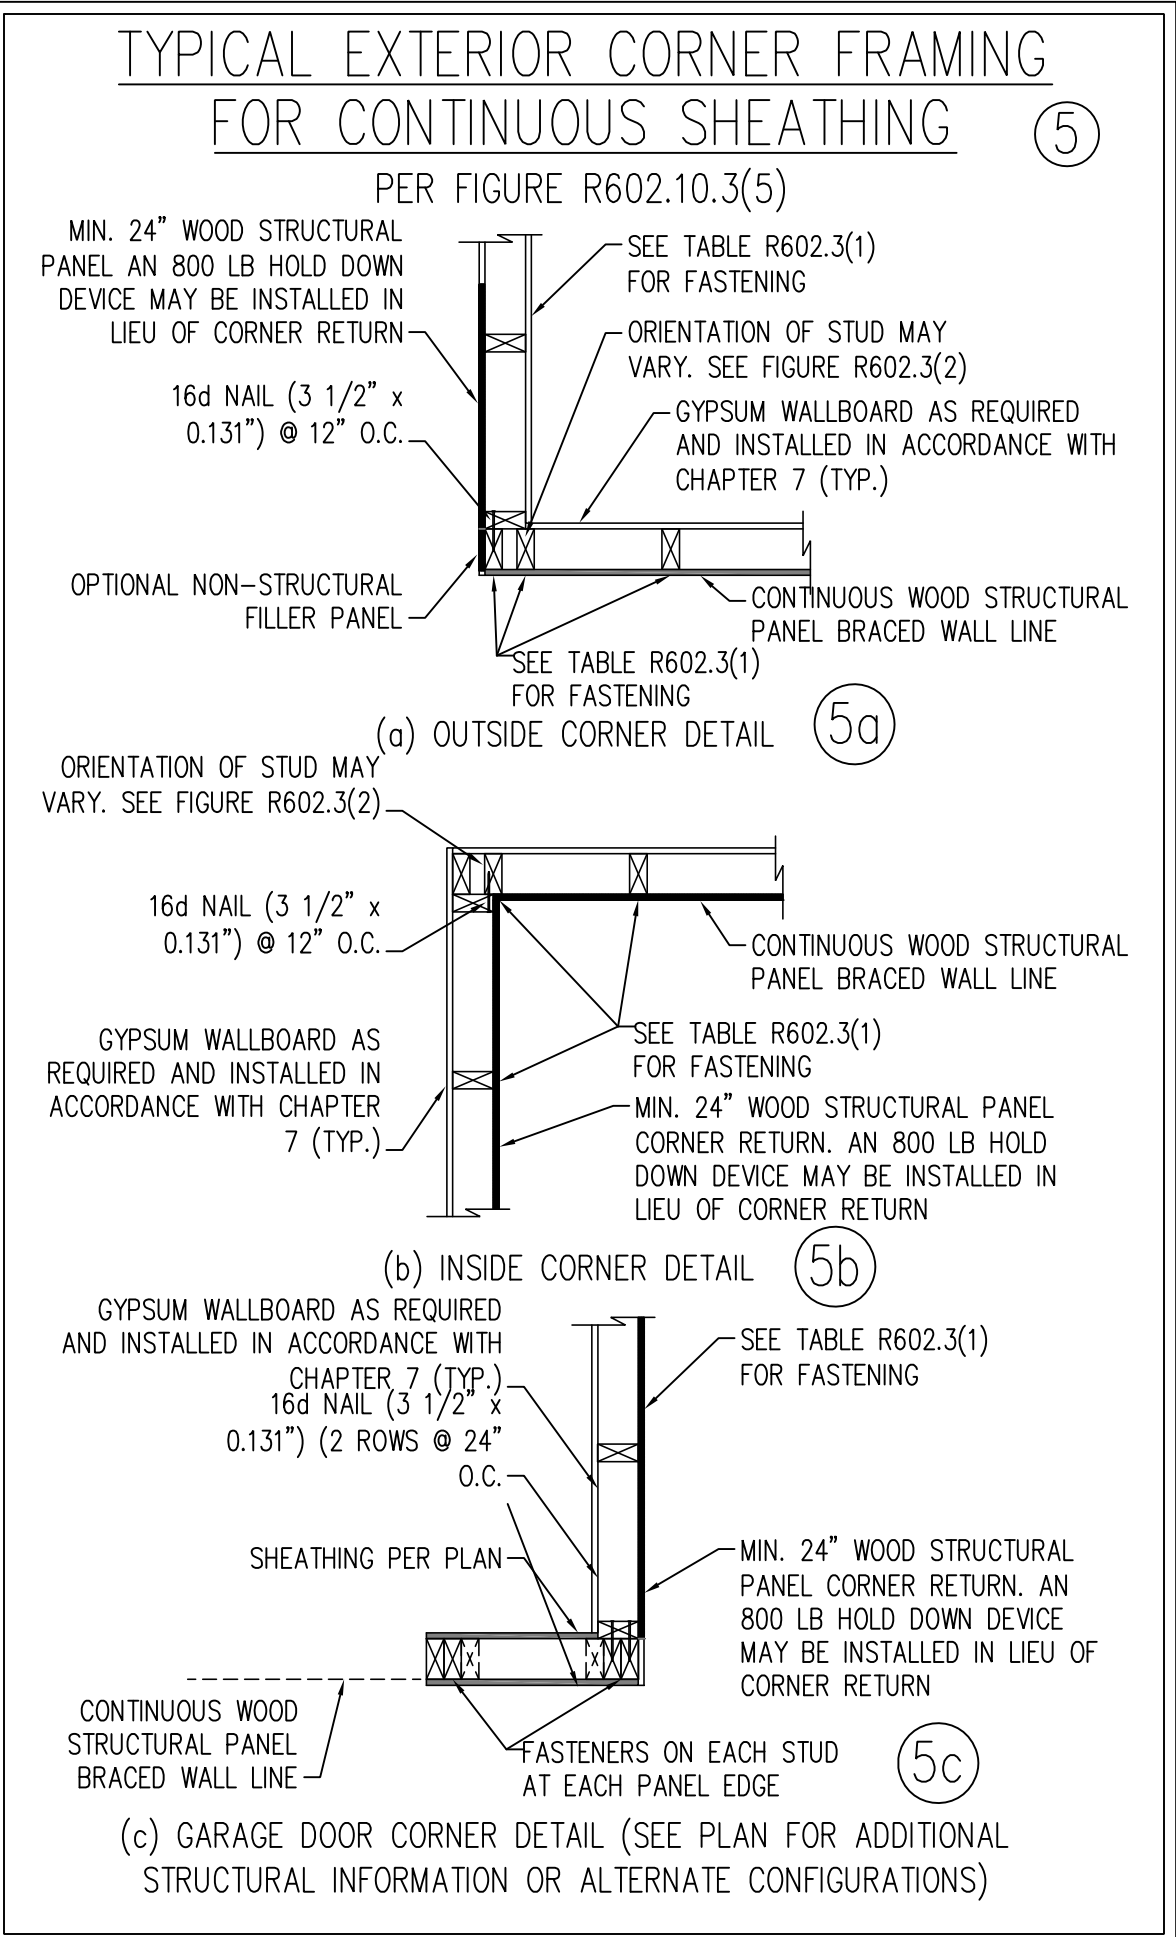 TYPICAL EXTERIOR CORNER FRAMING
FOR CONTINUOUS SHEATHING
5
PER FIGURE R602.10.3(5)
MIN. 24” WOOD STRUCTURAL
PANEL AN 800 LB HOLD DOWN
DEVICE MAY BE INSTALLED IN
LIEU OF CORNER RETURN
16d NAIL (3 1/2” x
0.131”) @ 12” O.C.
OPTIONAL NON-STRUCTURAL
FILLER PANEL
SEE TABLE R602.3(1)
FOR FASTENING
ORIENTATION OF STUD MAY
VARY. SEE FIGURE R602.3(2)
GYPSUM WALLBOARD AS REQUIRED
AND INSTALLED IN ACCORDANCE WITH
CHAPTER 7 (TYP.)
CONTINUOUS WOOD STRUCTURAL
PANEL BRACED WALL LINE
SEE TABLE R602.3(1)
FOR FASTENING
(a) OUTSIDE CORNER DETAIL
5a
ORIENTATION OF STUD MAY
VARY. SEE FIGURE R602.3(2)
16d NAIL (3 1/2” x
0.131”) @ 12” O.C.
GYPSUM WALLBOARD AS
REQUIRED AND INSTALLED IN
ACCORDANCE WITH CHAPTER
7 (TYP.)
CONTINUOUS WOOD STRUCTURAL
PANEL BRACED WALL LINE
SEE TABLE R602.3(1)
FOR FASTENING
MIN. 24” WOOD STRUCTURAL PANEL
CORNER RETURN. AN 800 LB HOLD
DOWN DEVICE MAY BE INSTALLED IN
LIEU OF CORNER RETURN
(b) INSIDE CORNER DETAIL
5b
GYPSUM WALLBOARD AS REQUIRED
AND INSTALLED IN ACCORDANCE WITH
CHAPTER 7 (TYP.)
16d NAIL (3 1/2” x
0.131”) (2 ROWS @ 24”
O.C.
SHEATHING PER PLAN
CONTINUOUS WOOD
STRUCTURAL PANEL
BRACED WALL LINE
SEE TABLE R602.3(1)
FOR FASTENING
MIN. 24” WOOD STRUCTURAL
PANEL CORNER RETURN. AN
800 LB HOLD DOWN DEVICE
MAY BE INSTALLED IN LIEU OF
CORNER RETURN
FASTENERS ON EACH STUD
AT EACH PANEL EDGE
5c
(c) GARAGE DOOR CORNER DETAIL (SEE PLAN FOR ADDITIONAL
STRUCTURAL INFORMATION OR ALTERNATE CONFIGURATIONS)